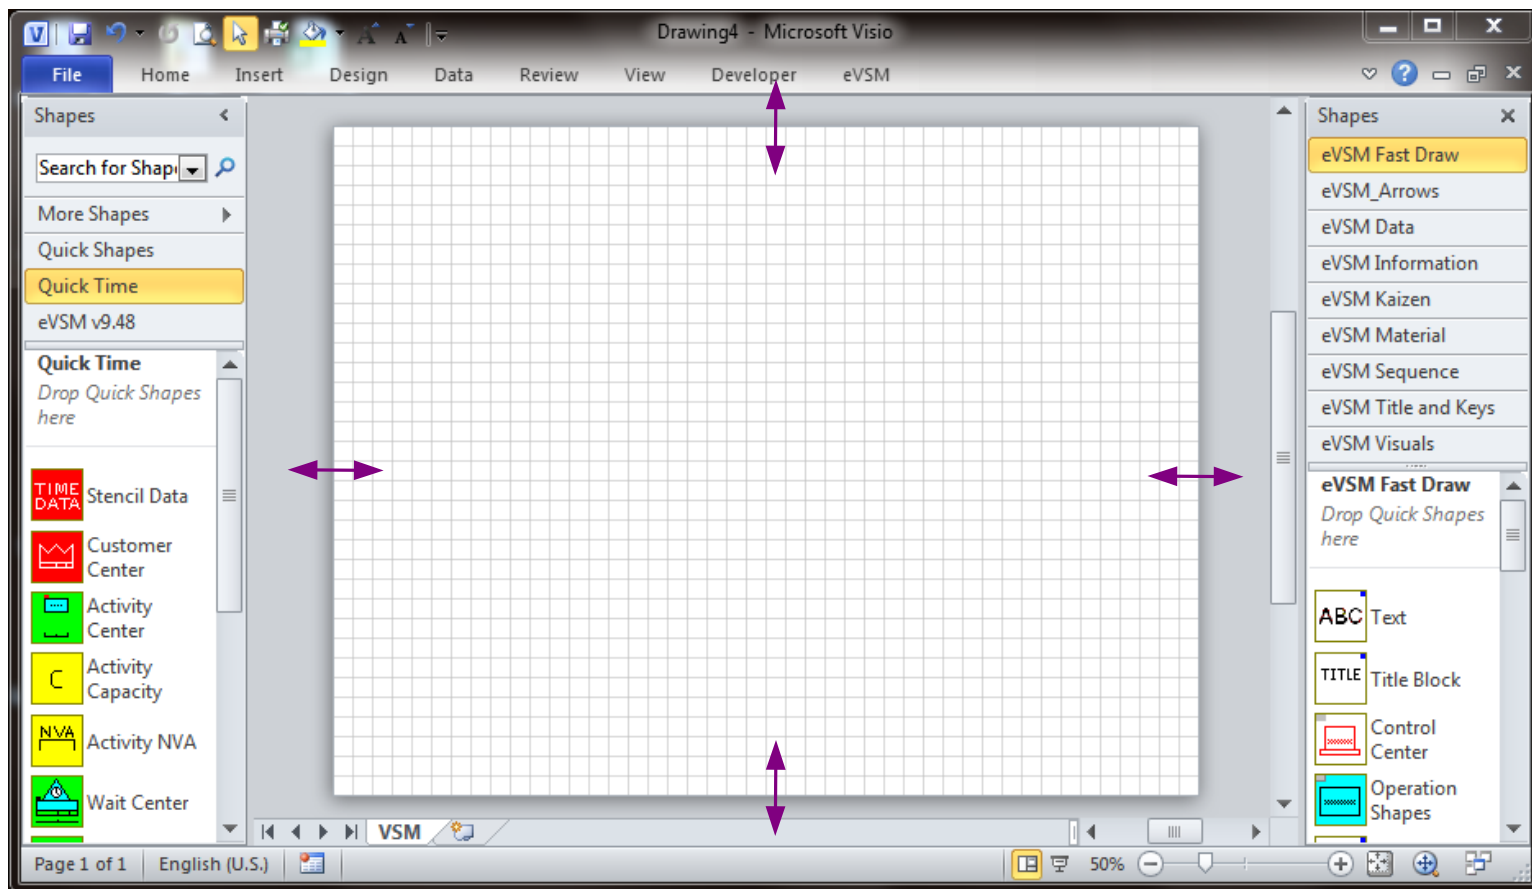 Drawing4 - Microsoft Visio
File Home Insert Design Data Review View Developer eVSM
Shapes
Search for Shap
More Shapes
Quick Shapes
Quick Time
eVSM v9.48
Quick Time
Drop Quick Shapes
here
TIME
DATA
Stencil Data
Customer
Center
Activity
Center
C
Activity
Capacity
NVA
Activity NVA
Wait Center
VSM
Shapes
eVSM Fast Draw
eVSM_Arrows
eVSM Data
eVSM Information
eVSM Kaizen
eVSM Material
eVSM Sequence
eVSM Title and Keys
eVSM Visuals
eVSM Fast Draw
Drop Quick Shapes
here
ABC
Text
TITLE
Title Block
Control
Center
Operation
Shapes
Page 1 of 1 English (U.S.) 50%